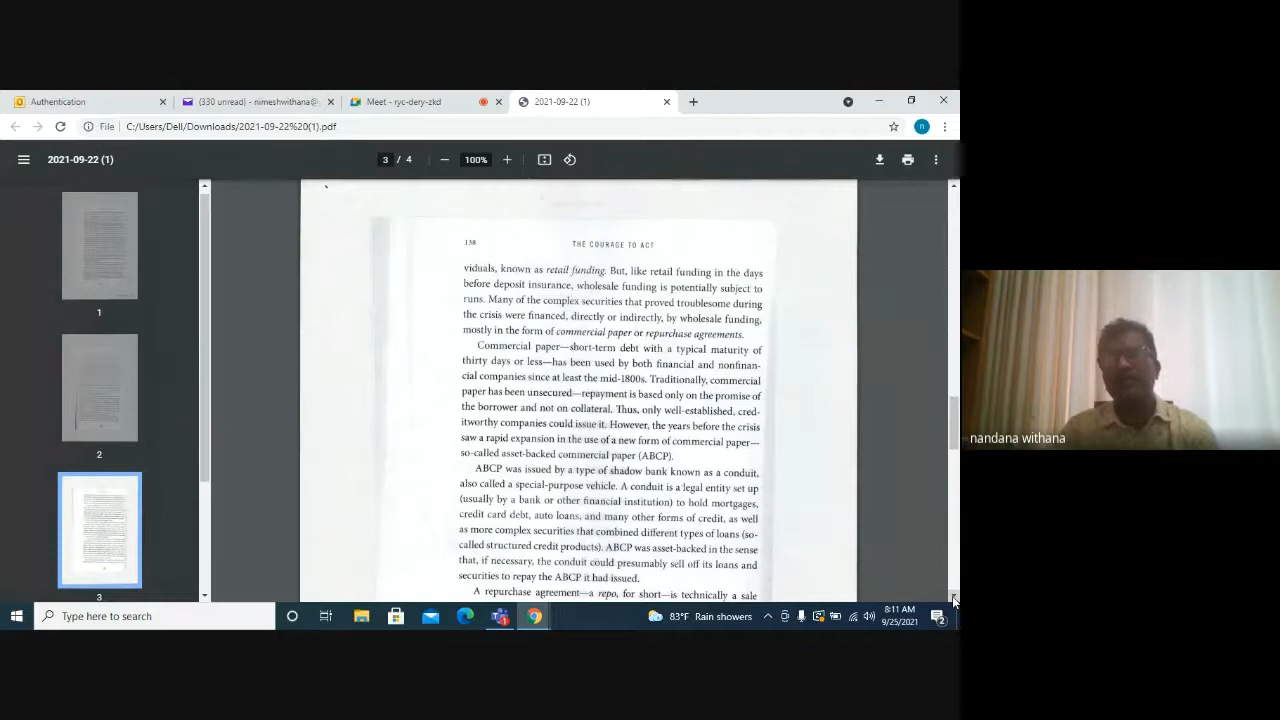 Authentication
(330 unread) - nimeshwithana@
Meet - ryc-dery-zkd
2021-09-22 (1)
File C:/Users/Dell/Downloads/2021-09-22%20(1).pdf
n
2021-09-22 (1)
3 / 4
100%
1
2
3
138 THE COURAGE TO ACT
viduals, known as retail funding. But, like retail funding in the days
before deposit insurance, wholesale funding is potentially subject to
runs. Many of the complex securities that proved troublesome during
the crisis were financed, directly or indirectly, by wholesale funding,
mostly in the form of commercial paper or repurchase agreements.
Commercial paper—short-term debt with a typical maturity of
thirty days or less—has been used by both financial and nonfinan-
cial companies since at least the mid-1800s. Traditionally, commercial
paper has been unsecured—repayment is based only on the promise of
the borrower and not on collateral. Thus, only well-established, cred-
itworthy companies could issue it. However, the years before the crisis
saw a rapid expansion in the use of a new form of commercial paper—
so-called asset-backed commercial paper (ABCP).
ABCP was issued by a type of shadow bank known as a conduit,
also called a special-purpose vehicle. A conduit is a legal entity set up
(usually by a bank or other financial institution) to hold mortgages,
credit card debt, auto loans, and many other forms of credit, as well
as more complex securities that combined different types of loans (so-
called structured credit products). ABCP was asset-backed in the sense
that, if necessary, the conduit could presumably sell off its loans and
securities to repay the ABCP it had issued.
A repurchase agreement—a repo, for short—is technically a sale
nandana withana
Type here to search
83°F Rain showers
8:11 AM
9/25/2021
2